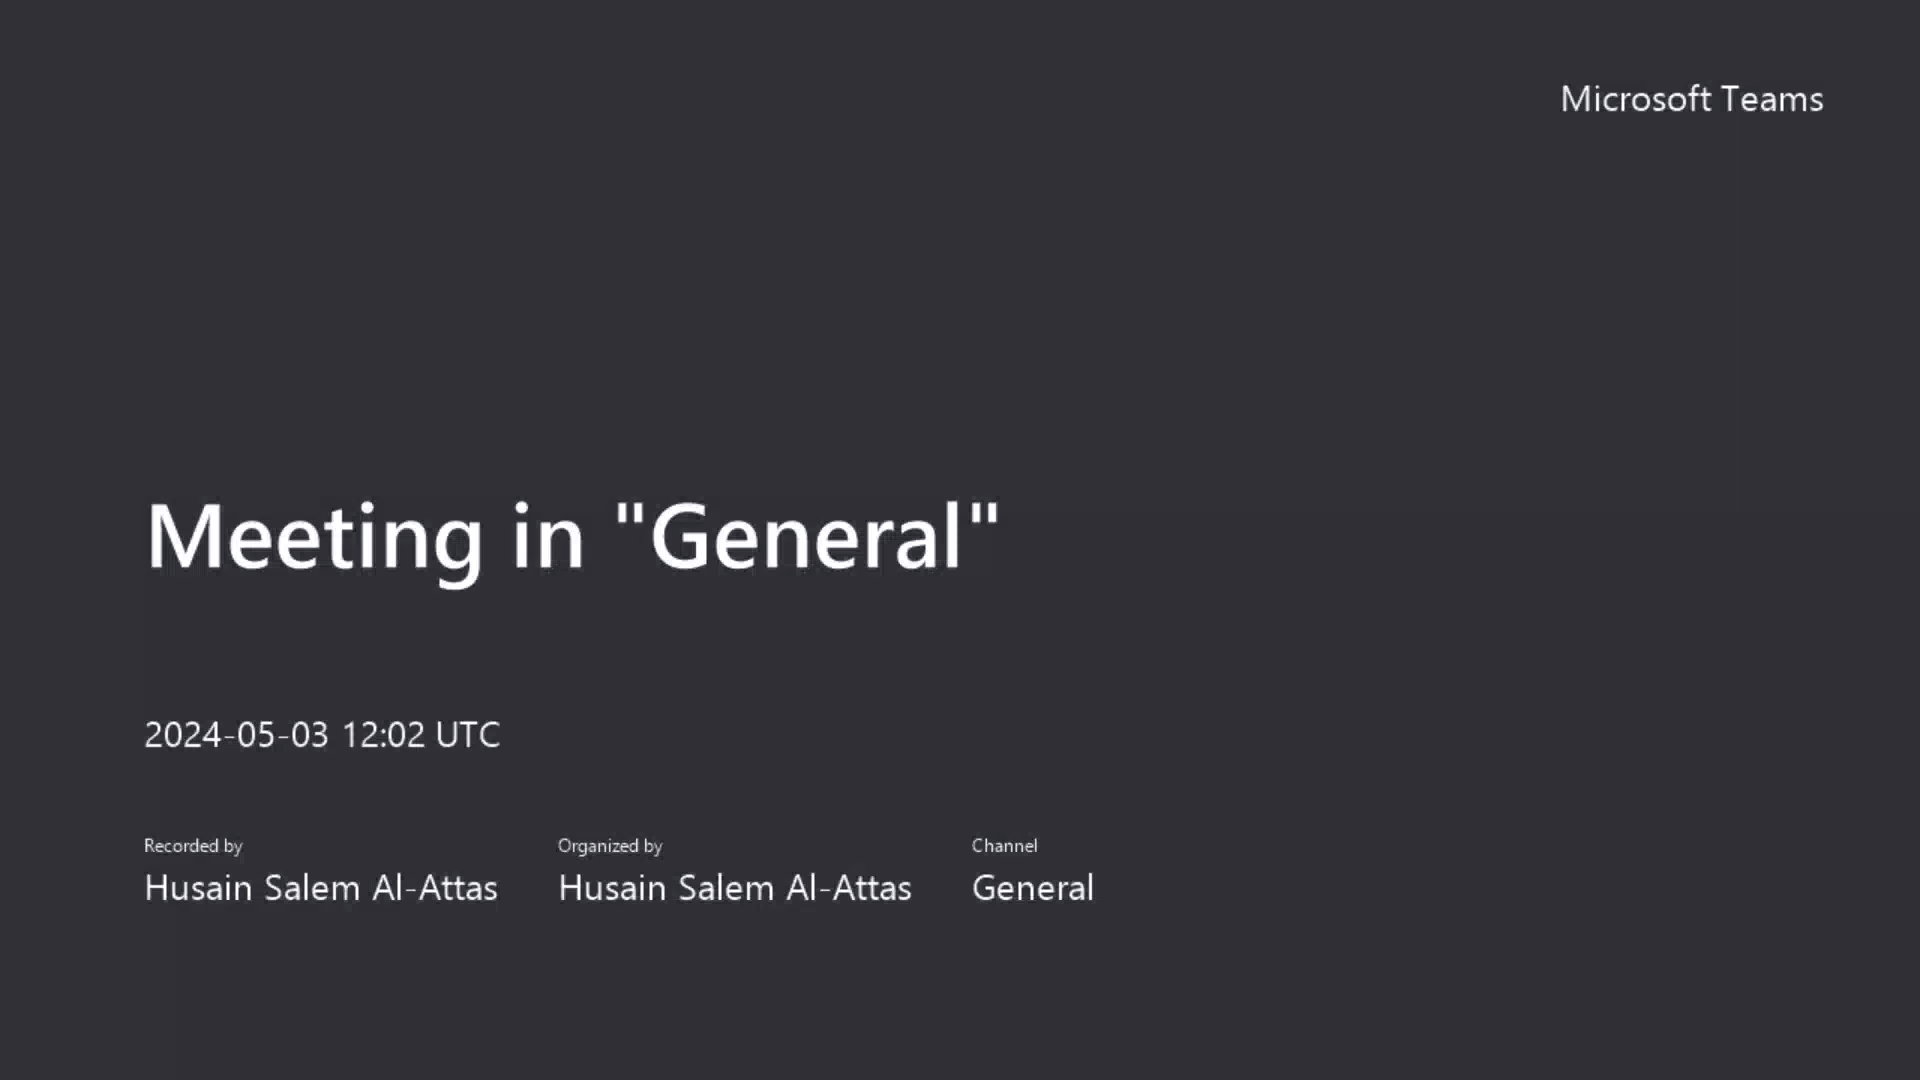 Microsoft Teams
Meeting in "General"
2024-05-03 12:02 UTC
Recorded by
Husain Salem Al-Attas
Organized by
Husain Salem Al-Attas
Channel
General